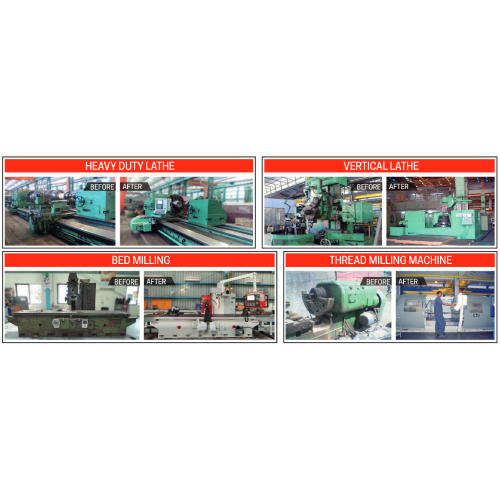 HEAVY DUTY LATHE
BEFORE AFTER
VERTICAL LATHE
BEFORE AFTER
BED MILLING
BEFORE AFTER
THREAD MILLING MACHINE
BEFORE AFTER